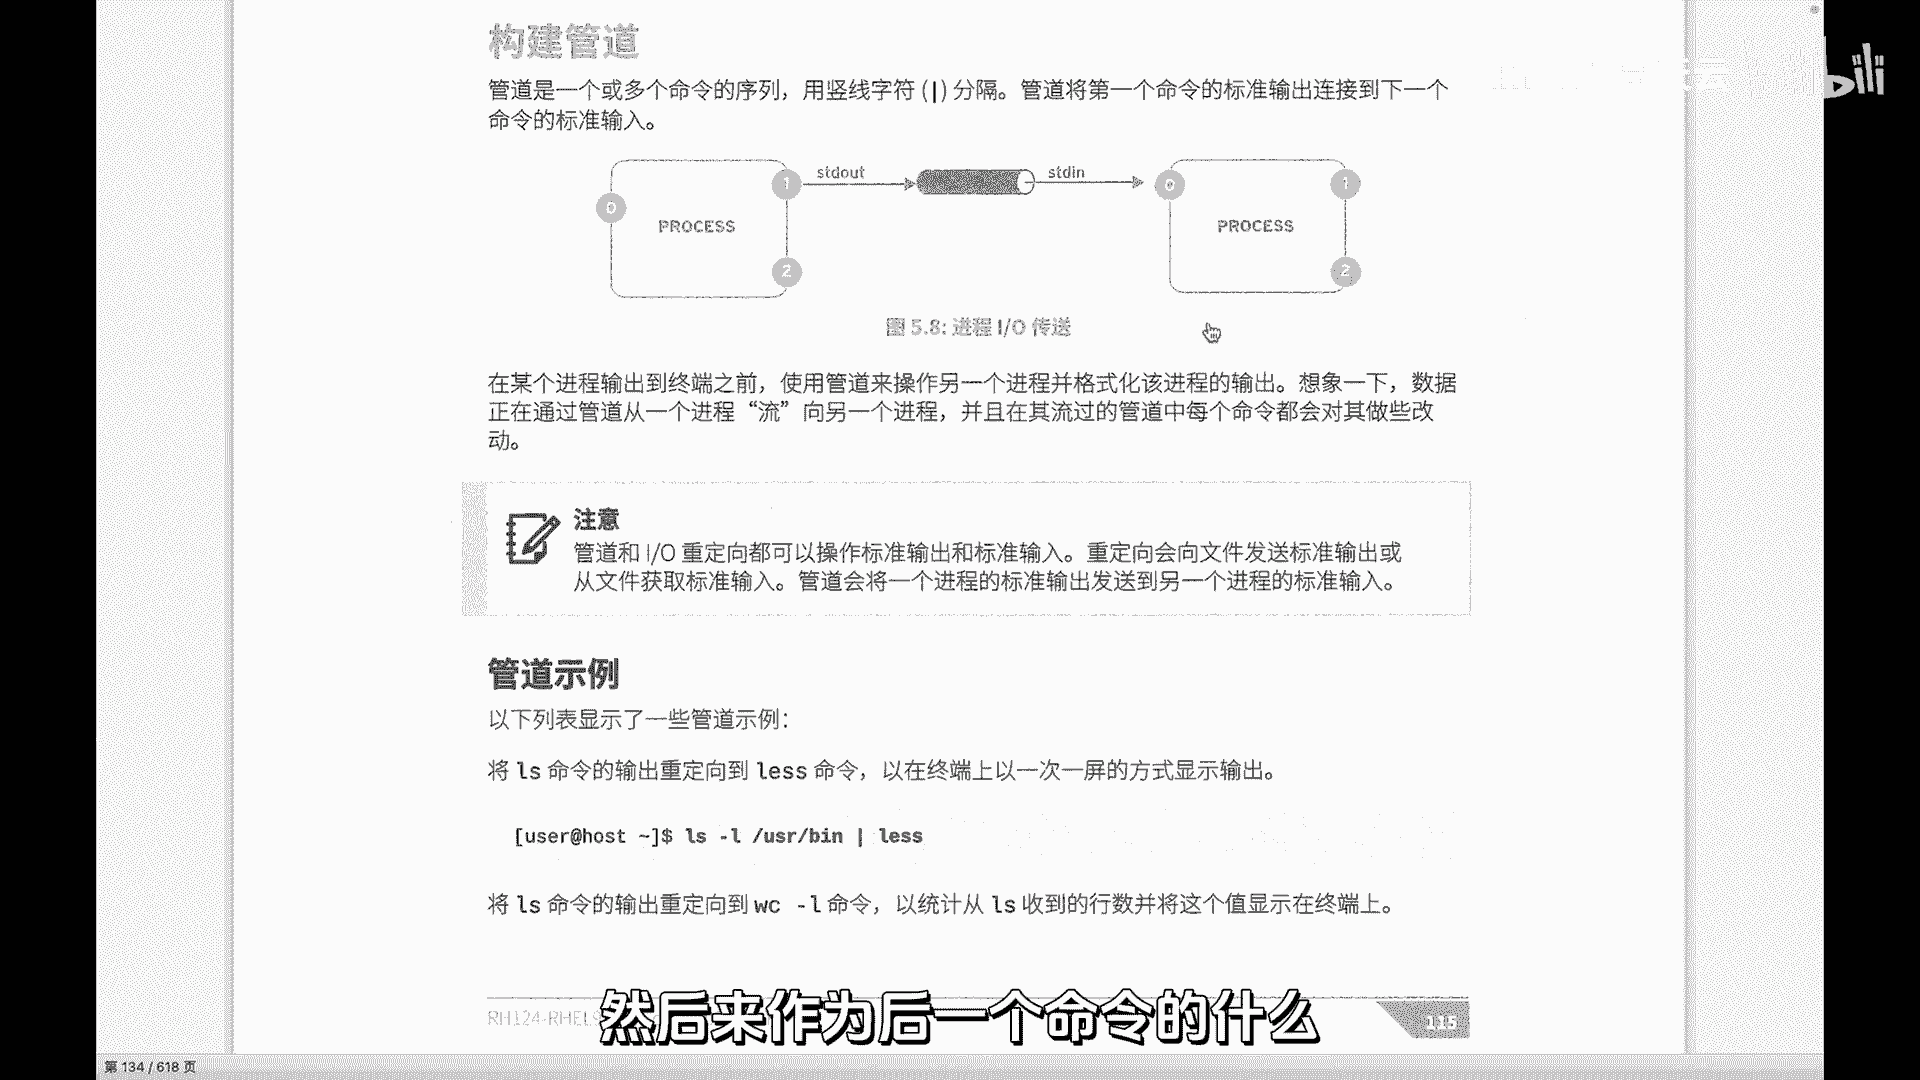 构建管道
管道是一个或多个命令的序列，用竖线字符 (|) 分隔。管道将第一个命令的标准输出连接到下一个
命令的标准输入。
stdout
stdin
0
1
2
PROCESS
0
1
2
PROCESS
图 5.8: 进程 I/O 传送
在某个进程输出到终端之前，使用管道来操作另一个进程并格式化该进程的输出。想象一下，数据
正在通过管道从一个进程“流”向另一个进程，并且在其流过的管道中每个命令都会对其做些改
动。
注意
管道和 I/O 重定向都可以操作标准输出和标准输入。重定向会向文件发送标准输出或
从文件获取标准输入。管道会将一个进程的标准输出发送到另一个进程的标准输入。
管道示例
以下列表显示了一些管道示例：
将 ls 命令的输出重定向到 less 命令，以在终端上以一次一屏的方式显示输出。
[user@host ~]$ ls -l /usr/bin | less
将 ls 命令的输出重定向到 wc -l 命令，以统计从 ls 收到的行数并将这个值显示在终端上。
RH124-RHEL9
115
然后来作为后一个命令的什么
第 134 / 618 页
bili